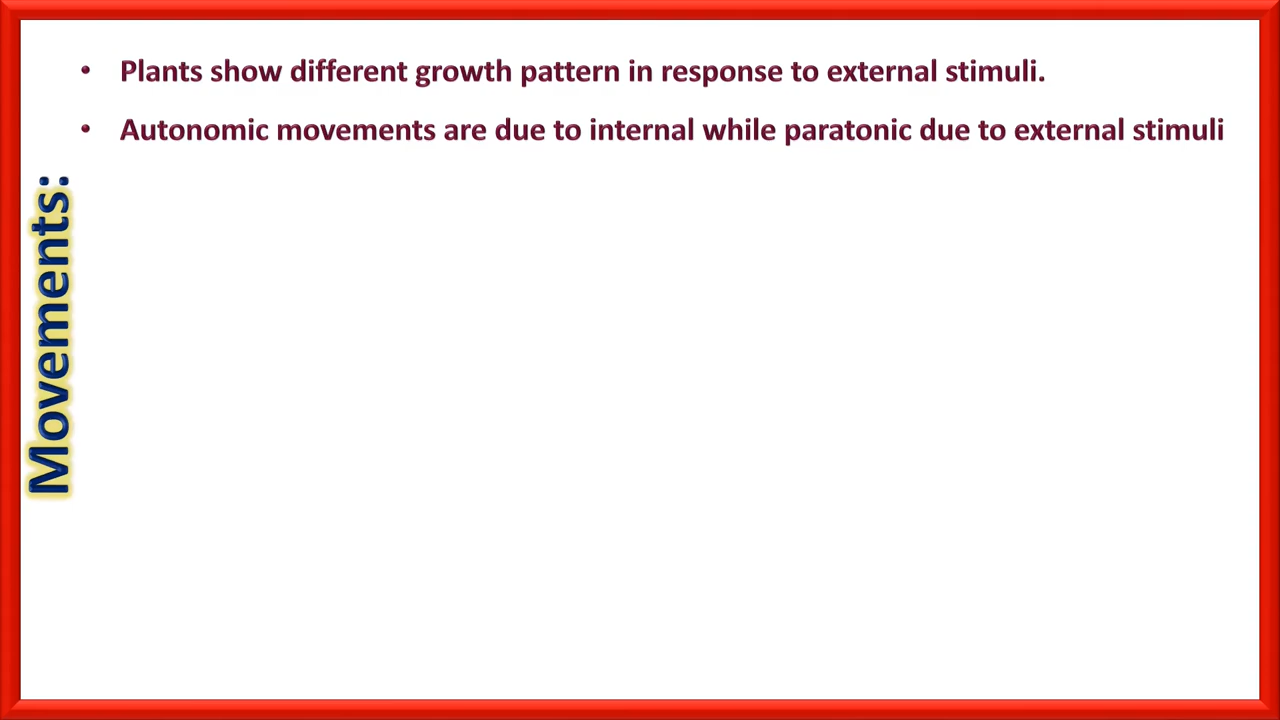 • Plants show different growth pattern in response to external stimuli.
• Autonomic movements are due to internal while paratonic due to external stimuli
Movements: